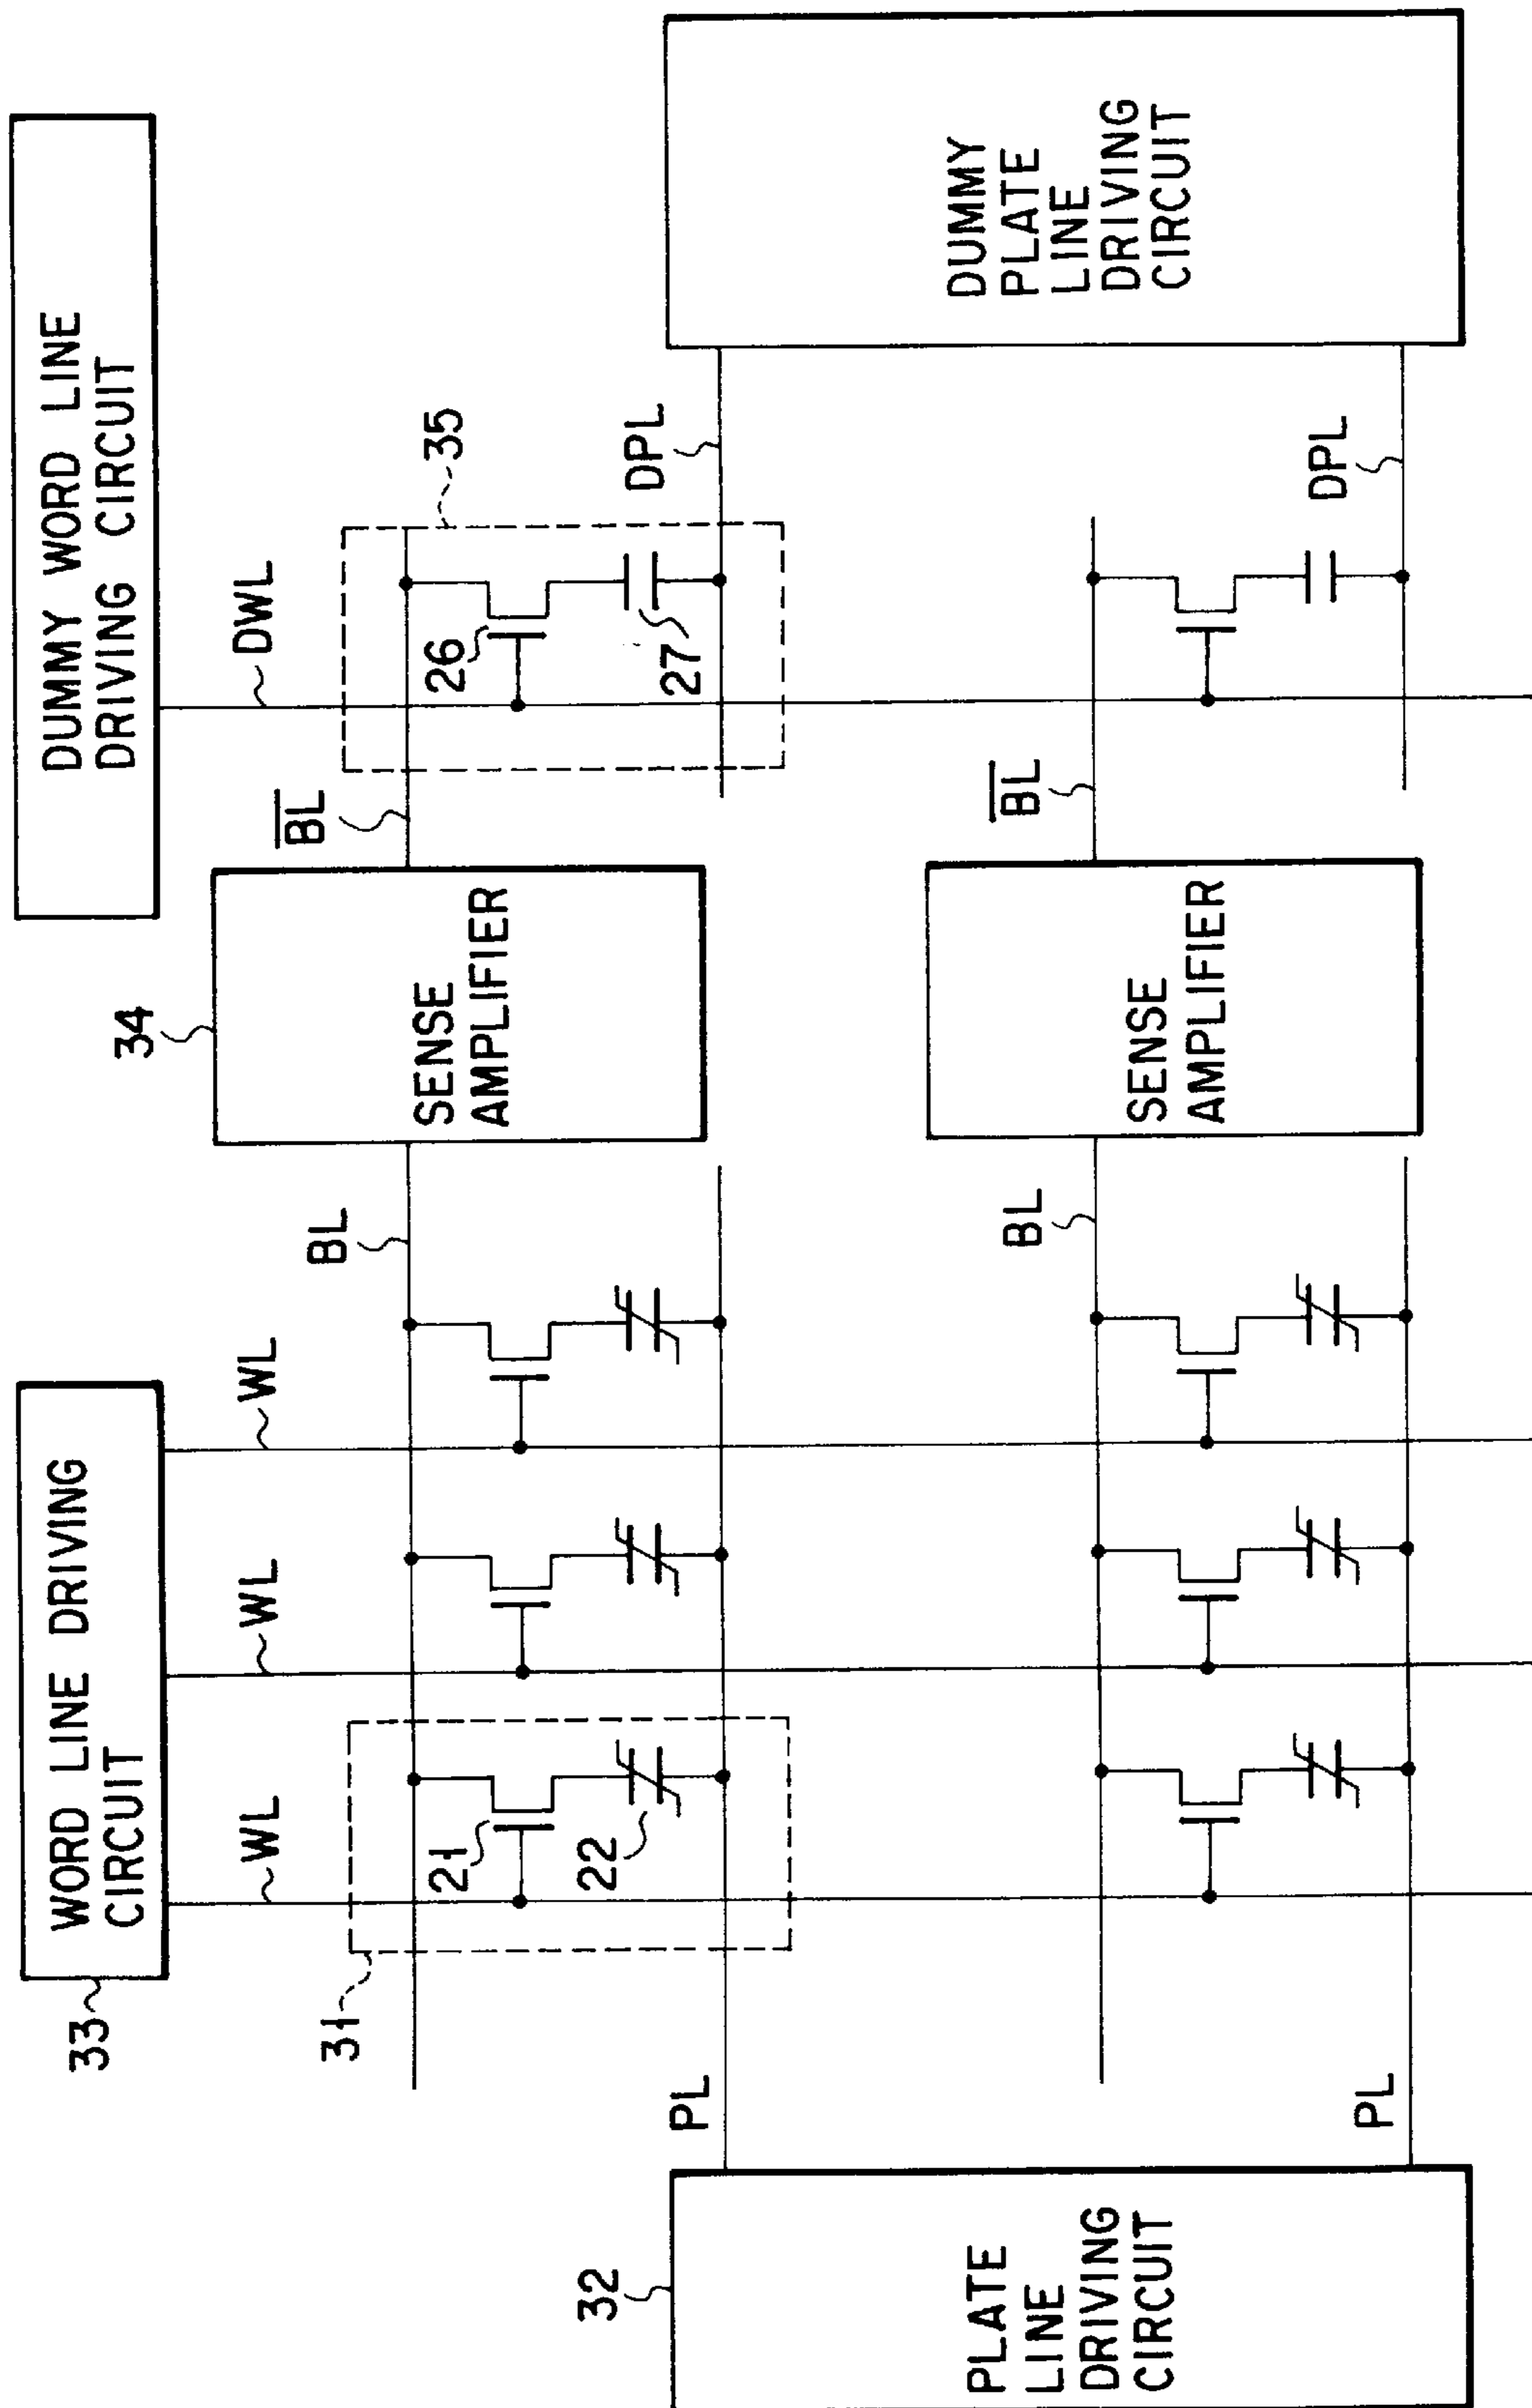 33
WORD LINE DRIVING
CIRCUIT
DUMMY WORD LINE
DRIVING CIRCUIT
WL
WL
WL
DWL
34
31
BL
BL
35
21
22
26
27
SENSE
AMPLIFIER
32
PL
DPL
PLATE
LINE
DRIVING
CIRCUIT
DUMMY
PLATE
LINE
DRIVING
CIRCUIT
BL
BL
SENSE
AMPLIFIER
PL
DPL